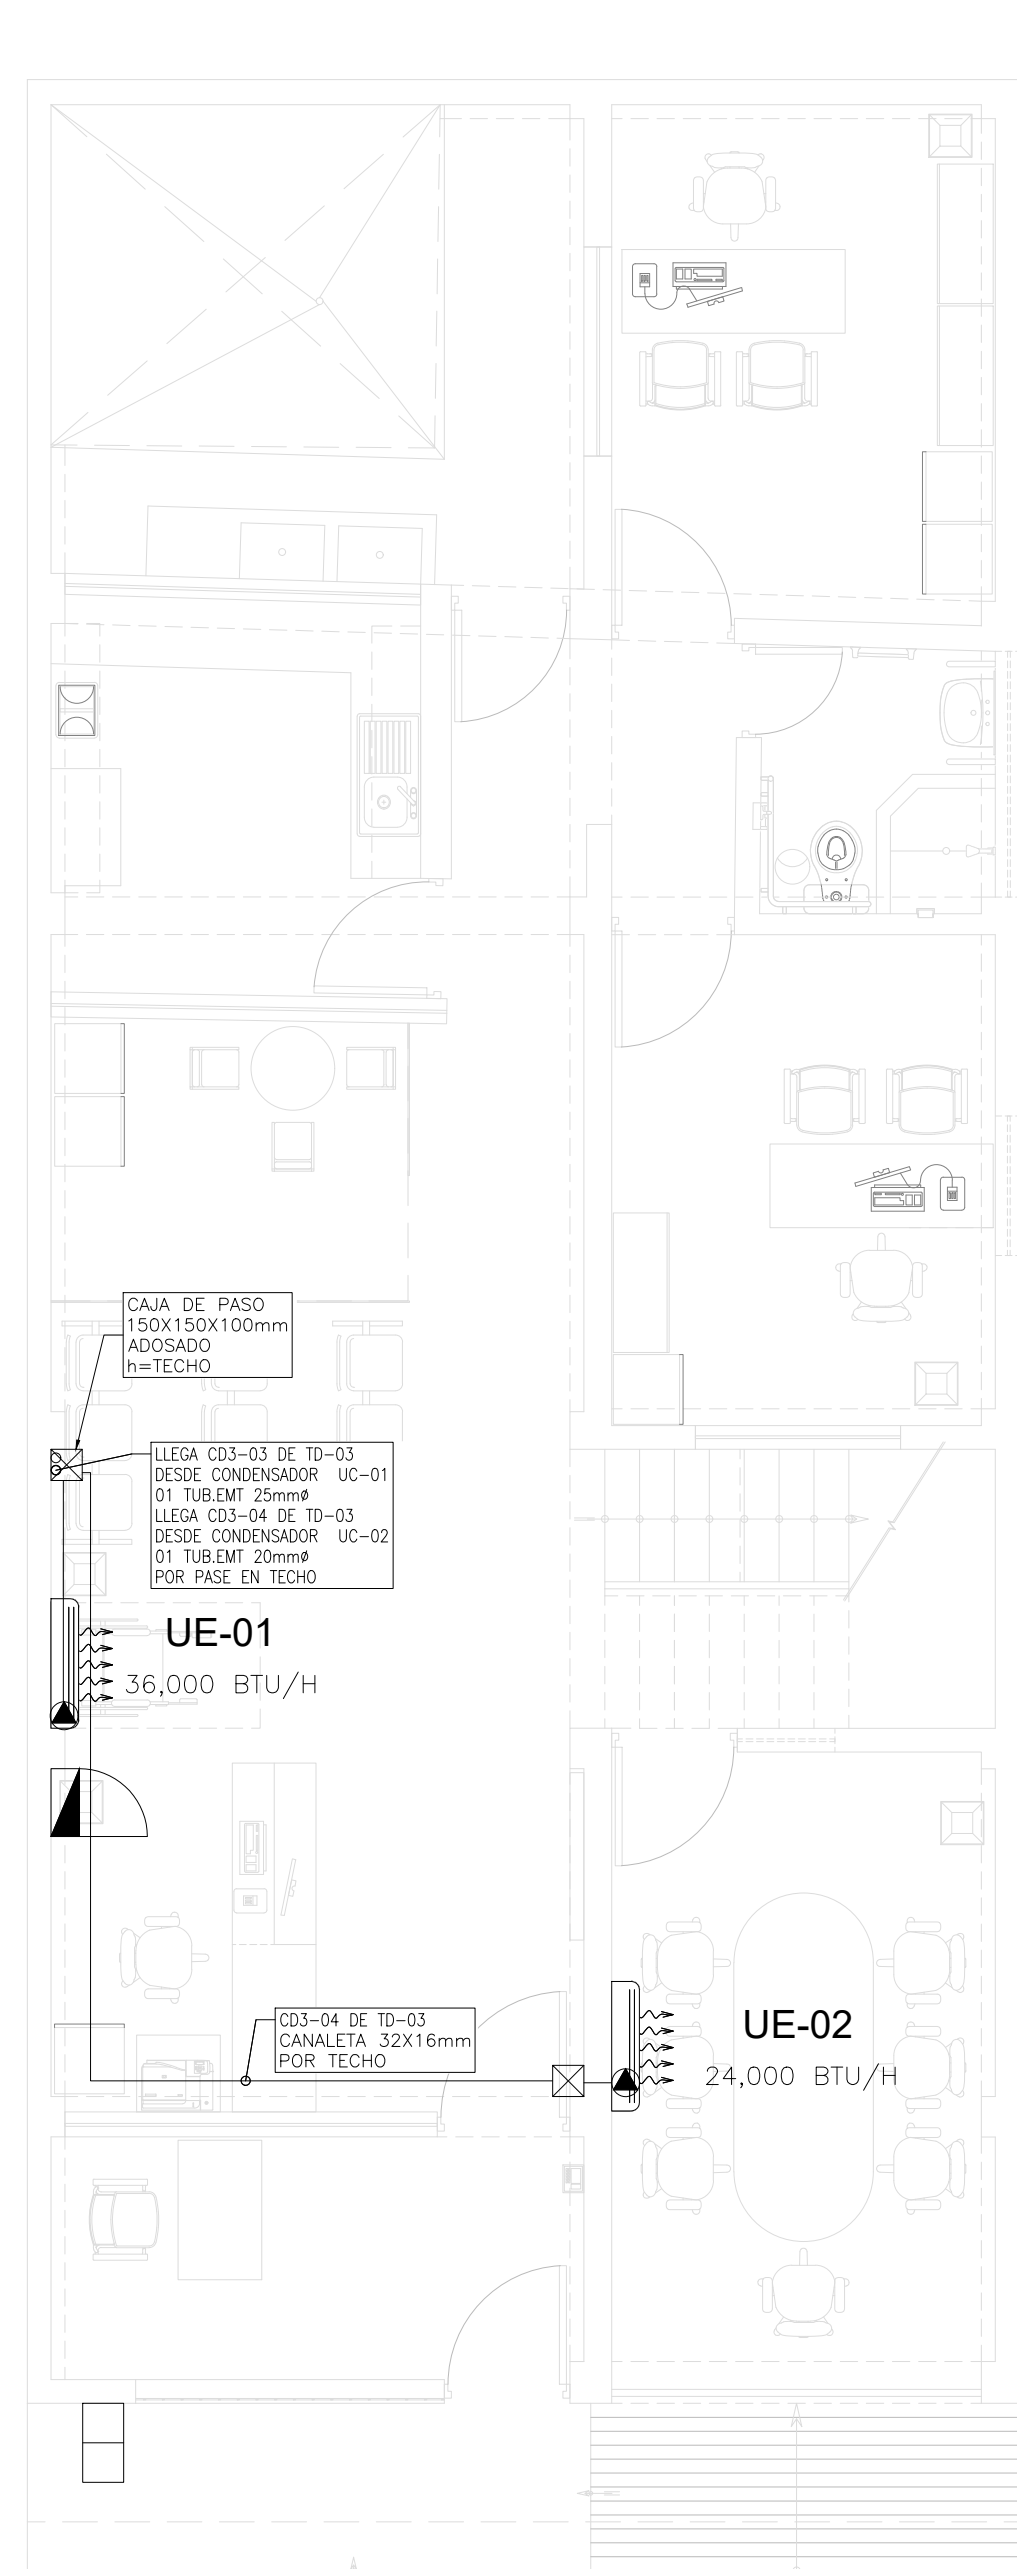 CAJA DE PASO
150X150X100mm
ADOSADO
h=TECHO
LLEGA CD3-03 DE TD-03
DESDE CONDENSADOR UC-01
01 TUB.EMT 25mmø
LLEGA CD3-04 DE TD-03
DESDE CONDENSADOR UC-02
01 TUB.EMT 20mmø
POR PASE EN TECHO
UE-01
36,000 BTU/H
CD3-04 DE TD-03
CANALETA 32X16mm
POR TECHO
UE-02
24,000 BTU/H